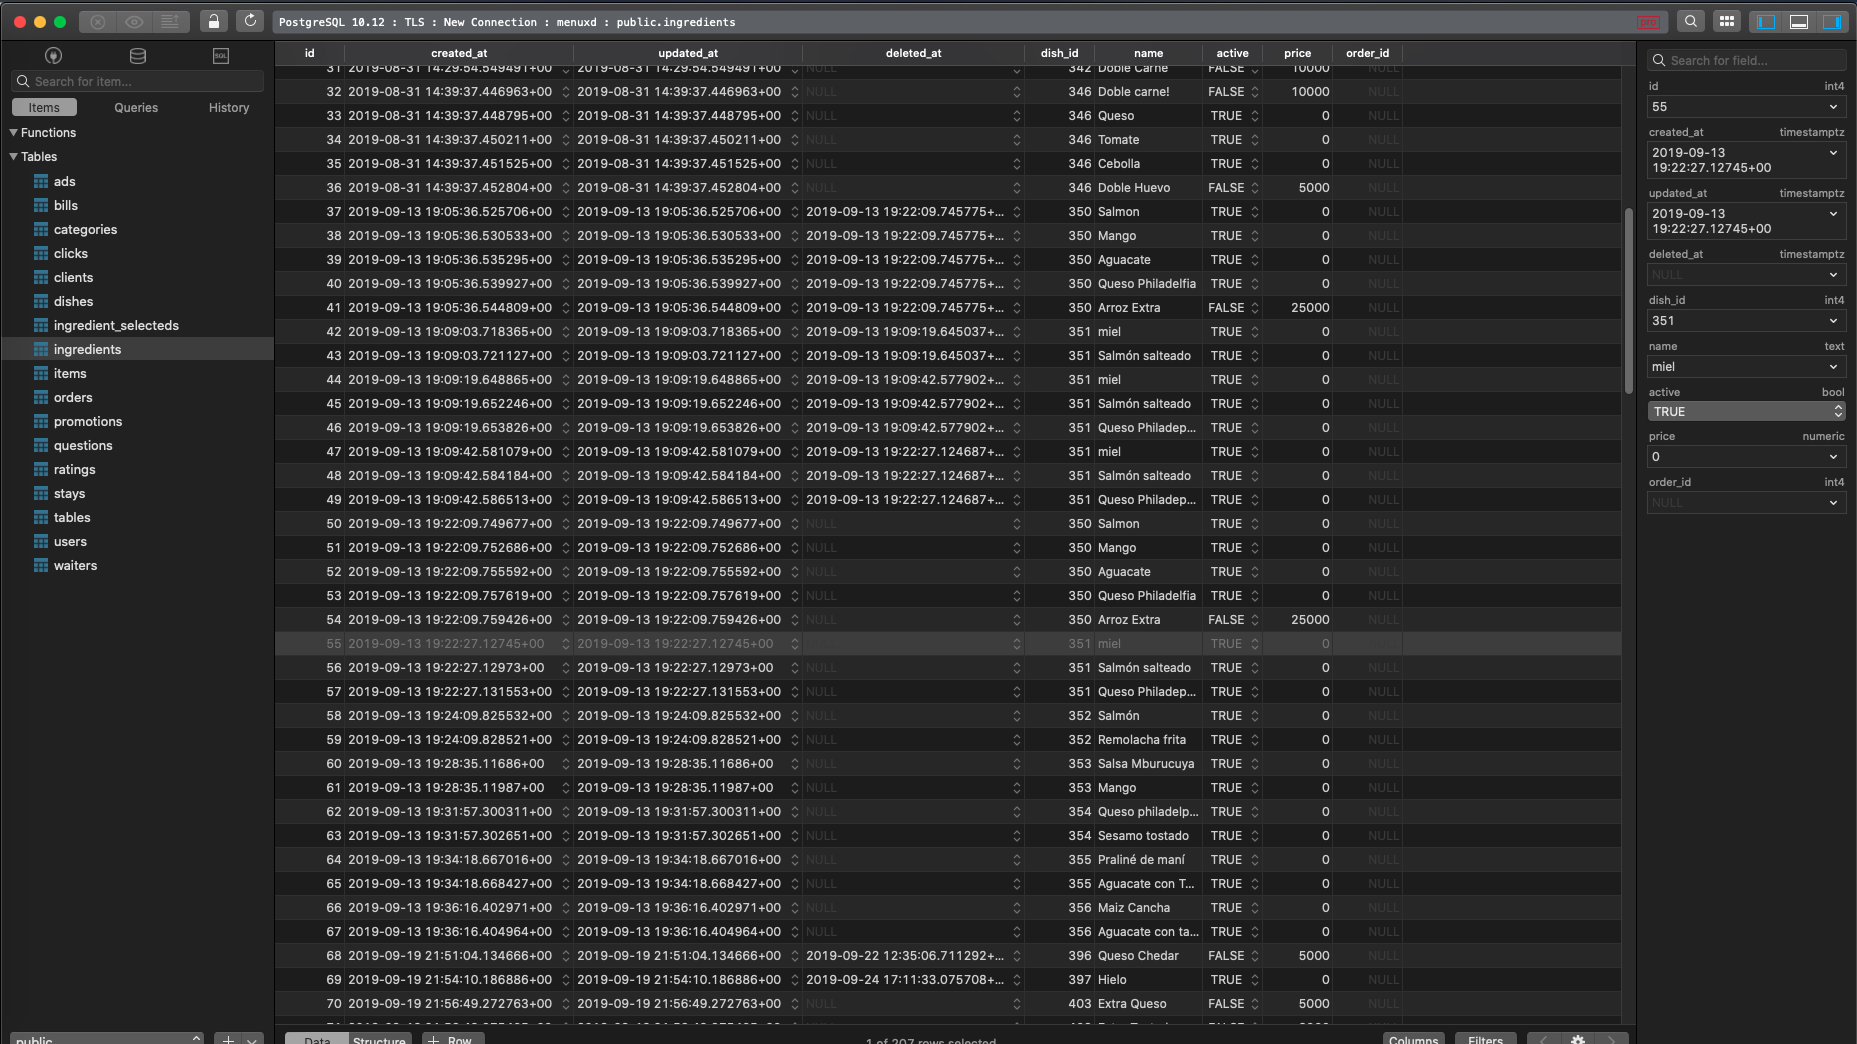 PostgreSQL 10.12 : TLS : New Connection : menuxd : public.ingredients
pro
SQL
Search for item...
Items Queries History
Functions
Tables
ads
bills
categories
clicks
clients
dishes
ingredient_selecteds
ingredients
items
orders
promotions
questions
ratings
stays
tables
users
waiters
public
id created_at updated_at deleted_at dish_id name active price order_id
31 2019-08-31 14:29:54.549491+00 2019-08-31 14:29:54.549491+00 NULL 342 Doble Carne FALSE 10000 NULL
32 2019-08-31 14:39:37.446963+00 2019-08-31 14:39:37.446963+00 NULL 346 Doble carne! FALSE 10000 NULL
33 2019-08-31 14:39:37.448795+00 2019-08-31 14:39:37.448795+00 NULL 346 Queso TRUE 0 NULL
34 2019-08-31 14:39:37.450211+00 2019-08-31 14:39:37.450211+00 NULL 346 Tomate TRUE 0 NULL
35 2019-08-31 14:39:37.451525+00 2019-08-31 14:39:37.451525+00 NULL 346 Cebolla TRUE 0 NULL
36 2019-08-31 14:39:37.452804+00 2019-08-31 14:39:37.452804+00 NULL 346 Doble Huevo FALSE 5000 NULL
37 2019-09-13 19:05:36.525706+00 2019-09-13 19:05:36.525706+00 2019-09-13 19:22:09.745775+... 350 Salmon TRUE 0 NULL
38 2019-09-13 19:05:36.530533+00 2019-09-13 19:05:36.530533+00 2019-09-13 19:22:09.745775+... 350 Mango TRUE 0 NULL
39 2019-09-13 19:05:36.535295+00 2019-09-13 19:05:36.535295+00 2019-09-13 19:22:09.745775+... 350 Aguacate TRUE 0 NULL
40 2019-09-13 19:05:36.539927+00 2019-09-13 19:05:36.539927+00 2019-09-13 19:22:09.745775+... 350 Queso Philadelfia TRUE 0 NULL
41 2019-09-13 19:05:36.544809+00 2019-09-13 19:05:36.544809+00 2019-09-13 19:22:09.745775+... 350 Arroz Extra FALSE 25000 NULL
42 2019-09-13 19:09:03.718365+00 2019-09-13 19:09:03.718365+00 2019-09-13 19:09:19.645037+... 351 miel TRUE 0 NULL
43 2019-09-13 19:09:03.721127+00 2019-09-13 19:09:03.721127+00 2019-09-13 19:09:19.645037+... 351 Salmón salteado TRUE 0 NULL
44 2019-09-13 19:09:19.648865+00 2019-09-13 19:09:19.648865+00 2019-09-13 19:09:42.577902+... 351 miel TRUE 0 NULL
45 2019-09-13 19:09:19.652246+00 2019-09-13 19:09:19.652246+00 2019-09-13 19:09:42.577902+... 351 Salmón salteado TRUE 0 NULL
46 2019-09-13 19:09:19.653826+00 2019-09-13 19:09:19.653826+00 2019-09-13 19:09:42.577902+... 351 Queso Philadep... TRUE 0 NULL
47 2019-09-13 19:09:42.581079+00 2019-09-13 19:09:42.581079+00 2019-09-13 19:22:27.124687+... 351 miel TRUE 0 NULL
48 2019-09-13 19:09:42.584184+00 2019-09-13 19:09:42.584184+00 2019-09-13 19:22:27.124687+... 351 Salmón salteado TRUE 0 NULL
49 2019-09-13 19:09:42.586513+00 2019-09-13 19:09:42.586513+00 2019-09-13 19:22:27.124687+... 351 Queso Philadep... TRUE 0 NULL
50 2019-09-13 19:22:09.749677+00 2019-09-13 19:22:09.749677+00 NULL 350 Salmon TRUE 0 NULL
51 2019-09-13 19:22:09.752686+00 2019-09-13 19:22:09.752686+00 NULL 350 Mango TRUE 0 NULL
52 2019-09-13 19:22:09.755592+00 2019-09-13 19:22:09.755592+00 NULL 350 Aguacate TRUE 0 NULL
53 2019-09-13 19:22:09.757619+00 2019-09-13 19:22:09.757619+00 NULL 350 Queso Philadelfia TRUE 0 NULL
54 2019-09-13 19:22:09.759426+00 2019-09-13 19:22:09.759426+00 NULL 350 Arroz Extra FALSE 25000 NULL
55 2019-09-13 19:22:27.12745+00 2019-09-13 19:22:27.12745+00 NULL 351 miel TRUE 0 NULL
56 2019-09-13 19:22:27.12973+00 2019-09-13 19:22:27.12973+00 NULL 351 Salmón salteado TRUE 0 NULL
57 2019-09-13 19:22:27.131553+00 2019-09-13 19:22:27.131553+00 NULL 351 Queso Philadep... TRUE 0 NULL
58 2019-09-13 19:24:09.825532+00 2019-09-13 19:24:09.825532+00 NULL 352 Salmón TRUE 0 NULL
59 2019-09-13 19:24:09.828521+00 2019-09-13 19:24:09.828521+00 NULL 352 Remolacha frita TRUE 0 NULL
60 2019-09-13 19:28:35.11686+00 2019-09-13 19:28:35.11686+00 NULL 353 Salsa Mburucuya TRUE 0 NULL
61 2019-09-13 19:28:35.11987+00 2019-09-13 19:28:35.11987+00 NULL 353 Mango TRUE 0 NULL
62 2019-09-13 19:31:57.300311+00 2019-09-13 19:31:57.300311+00 NULL 354 Queso philadelp... TRUE 0 NULL
63 2019-09-13 19:31:57.302651+00 2019-09-13 19:31:57.302651+00 NULL 354 Sesamo tostado TRUE 0 NULL
64 2019-09-13 19:34:18.667016+00 2019-09-13 19:34:18.667016+00 NULL 355 Praliné de maní TRUE 0 NULL
65 2019-09-13 19:34:18.668427+00 2019-09-13 19:34:18.668427+00 NULL 355 Aguacate con T... TRUE 0 NULL
66 2019-09-13 19:36:16.402971+00 2019-09-13 19:36:16.402971+00 NULL 356 Maiz Cancha TRUE 0 NULL
67 2019-09-13 19:36:16.404964+00 2019-09-13 19:36:16.404964+00 NULL 356 Aguacate con ta... TRUE 0 NULL
68 2019-09-19 21:51:04.134666+00 2019-09-19 21:51:04.134666+00 2019-09-22 12:35:06.711292+... 396 Queso Chedar FALSE 5000 NULL
69 2019-09-19 21:54:10.186886+00 2019-09-19 21:54:10.186886+00 2019-09-24 17:11:33.075708+... 397 Hielo TRUE 0 NULL
70 2019-09-19 21:56:49.272763+00 2019-09-19 21:56:49.272763+00 NULL 403 Extra Queso FALSE 5000 NULL
Data Structure + Row 1 of 207 rows selected Columns Filters
Search for field...
id int4
55
created_at timestamptz
2019-09-13
19:22:27.12745+00
updated_at timestamptz
2019-09-13
19:22:27.12745+00
deleted_at timestamptz
NULL
dish_id int4
351
name text
miel
active bool
TRUE
price numeric
0
order_id int4
NULL